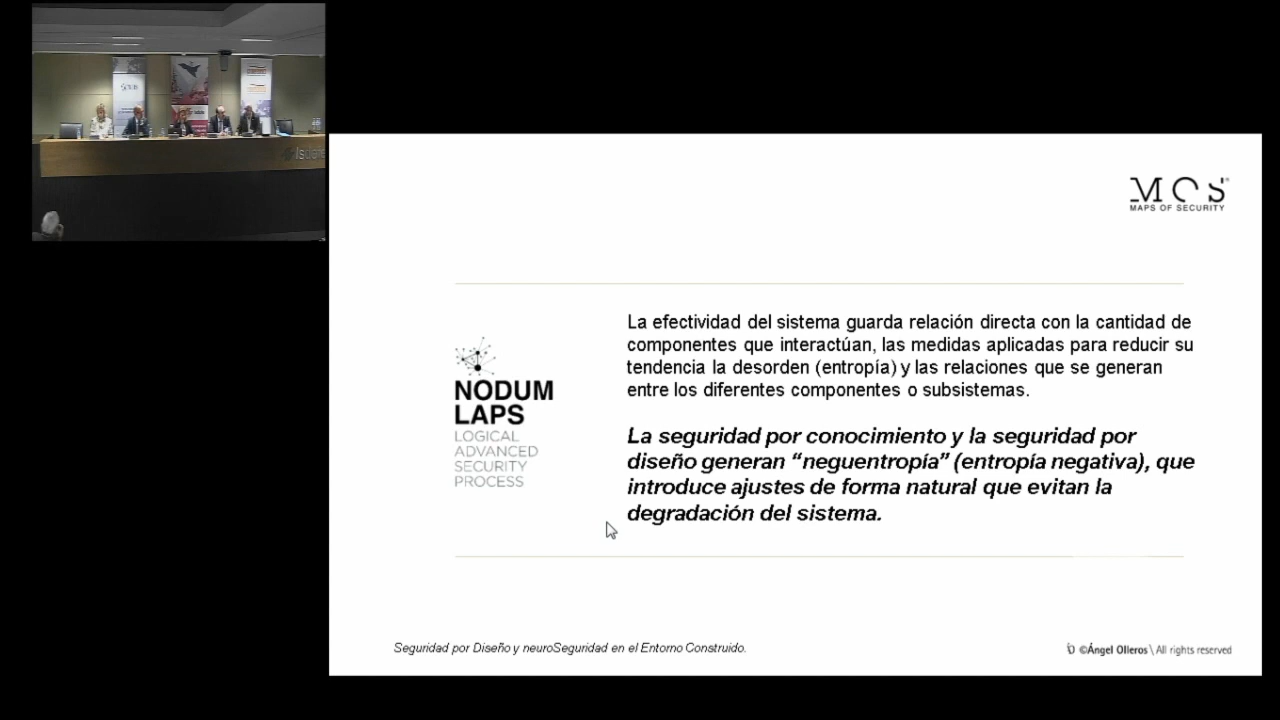 MOS
MAPS OF SECURITY
La efectividad del sistema guarda relación directa con la cantidad de
componentes que interactúan, las medidas aplicadas para reducir su
tendencia la desorden (entropía) y las relaciones que se generan
entre los diferentes componentes o subsistemas.
NODUM
LAPS
LOGICAL
ADVANCED
SECURITY
PROCESS
La seguridad por conocimiento y la seguridad por
diseño generan “neguentropía” (entropía negativa), que
introduce ajustes de forma natural que evitan la
degradación del sistema.
Seguridad por Diseño y neuroSeguridad en el Entorno Construido.
©Ángel Olleros \ All rights reserved